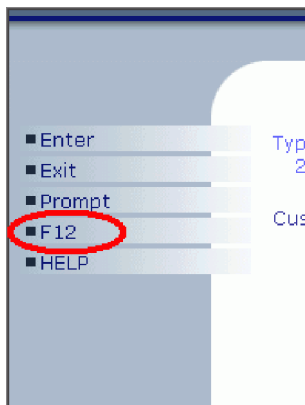 Enter
Exit
Prompt
F12
HELP
Typ
2
Cus